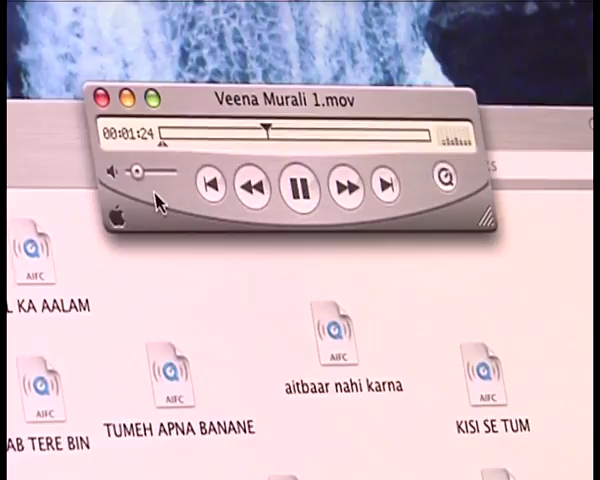 Veena Murali 1.mov
00:01:24
AIFC
L KA AALAM
AIFC
aitbaar nahi karna
AIFC
TUMEH APNA BANANE
AIFC
KISI SE TUM
AIFC
AB TERE BIN